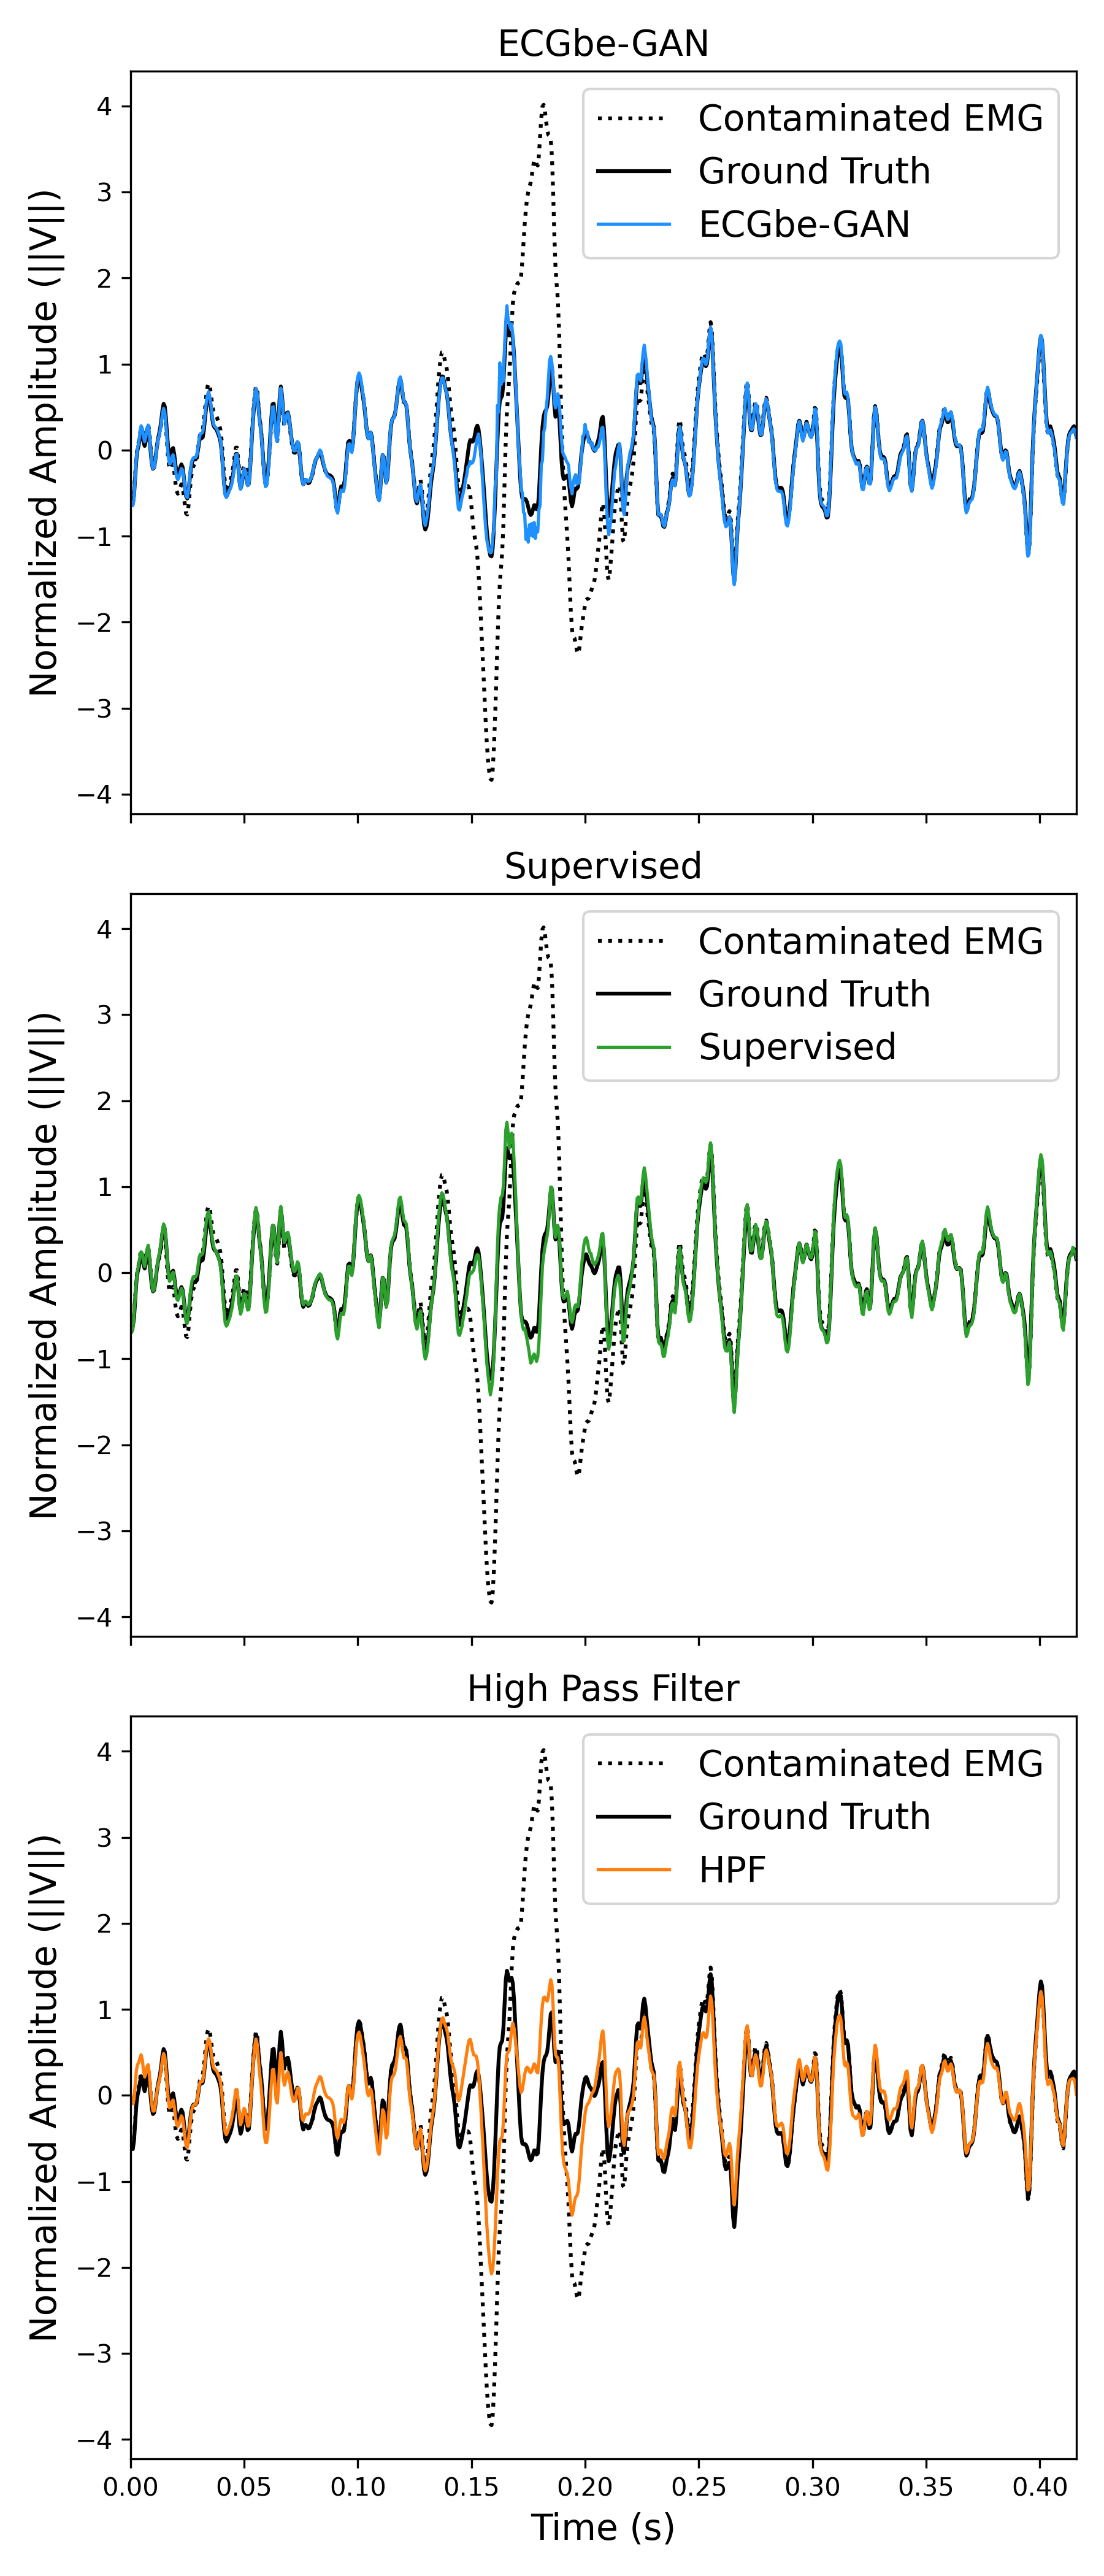 ECGbe-GAN
Normalized Amplitude (||V||)
4
3
2
1
0
−1
−2
−3
−4
Contaminated EMG
Ground Truth
ECGbe-GAN
Supervised
Normalized Amplitude (||V||)
4
3
2
1
0
−1
−2
−3
−4
Contaminated EMG
Ground Truth
Supervised
High Pass Filter
Normalized Amplitude (||V||)
4
3
2
1
0
−1
−2
−3
−4
Contaminated EMG
Ground Truth
HPF
0.00 0.05 0.10 0.15 0.20 0.25 0.30 0.35 0.40
Time (s)